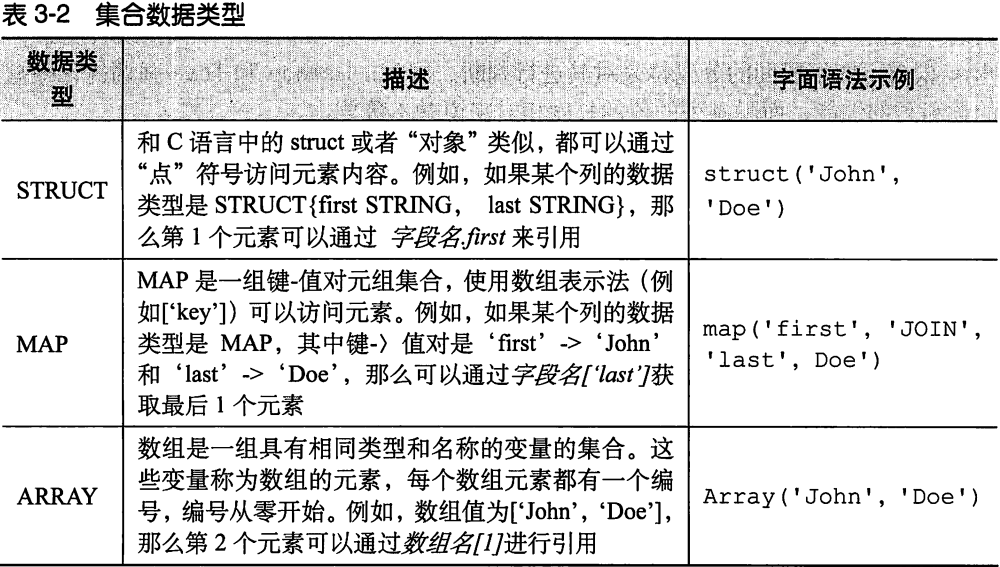 表 3-2 集合数据类型
数据类
型
描述
字面语法示例
STRUCT
和 C 语言中的 struct 或者“对象”类似，都可以通过
“点”符号访问元素内容。例如，如果某个列的数据
类型是 STRUCT{first STRING， last STRING}，那
么第 1 个元素可以通过 字段名.first 来引用
struct('John',
'Doe')
MAP
MAP 是一组键-值对元组集合，使用数组表示法（例
如[‘key’]）可以访问元素。例如，如果某个列的数据
类型是 MAP，其中键-〉值对是‘first’->‘John’
和‘last’->‘Doe’，那么可以通过字段名[‘last’]获
取最后 1 个元素
map('first', 'JOIN',
'last', Doe')
ARRAY
数组是一组具有相同类型和名称的变量的集合。这
些变量称为数组的元素，每个数组元素都有一个编
号，编号从零开始。例如，数组值为[‘John’，‘Doe’]，
那么第 2 个元素可以通过数组名[1]进行引用
Array('John', 'Doe')